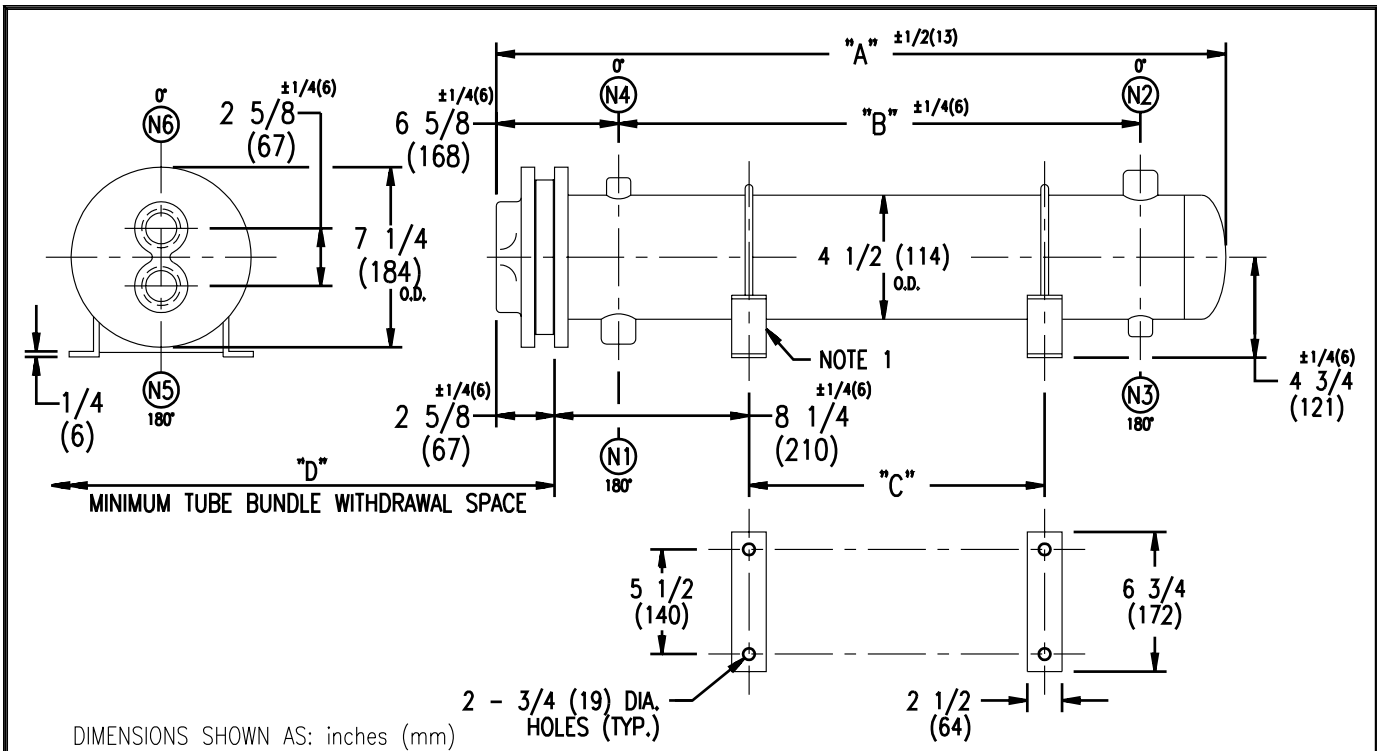 "A" ±1/2(13)
0°
N6
2 5/8 ±1/4(6)
(67)
6 5/8 ±1/4(6)
(168)
0°
N4
"B" ±1/4(6)
0°
N2
7 1/4
(184)
O.D.
4 1/2 (114)
O.D.
NOTE 1
1/4
(6)
N5
180°
2 5/8 ±1/4(6)
(67)
N1
180°
8 1/4 ±1/4(6)
(210)
N3
180°
±1/4(6)
4 3/4
(121)
"D"
MINIMUM TUBE BUNDLE WITHDRAWAL SPACE
"C"
5 1/2
(140)
6 3/4
(172)
2 - 3/4 (19) DIA.
HOLES (TYP.)
2 1/2
(64)
DIMENSIONS SHOWN AS: inches (mm)